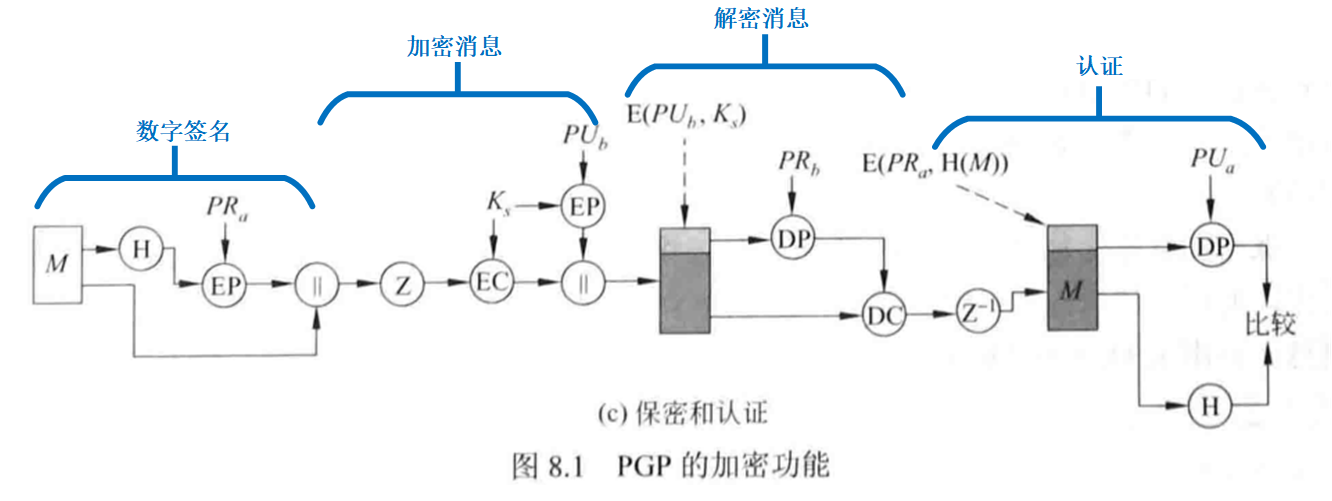 解密消息
加密消息
认证
数字签名
E(PU_b, K_s)
PU_b
PR_b
E(PR_a, H(M))
PU_a
PR_a
K_s
EP
M
H
EP
||
Z
EC
||
DP
DC
Z⁻¹
M
DP
比较
H
(c) 保密和认证
图 8.1 PGP 的加密功能